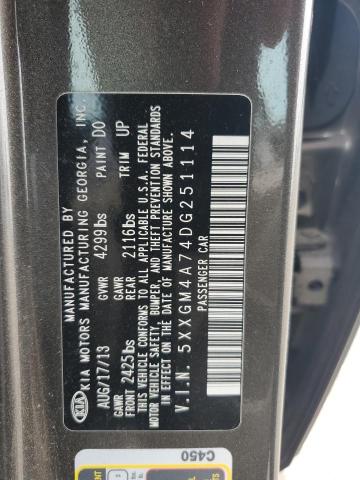 KIA
MANUFACTURED BY
KIA MOTORS MANUFACTURING GEORGIA, INC.
AUG/17/13 GVWR 4299lbs PAINT D0
GAWR FRONT 2425lbs GAWR REAR 2116lbs TRIM UP
THIS VEHICLE CONFORMS TO ALL APPLICABLE U.S.A. FEDERAL
MOTOR VEHICLE SAFETY, BUMPER, AND THEFT PREVENTION STANDARDS
IN EFFECT ON THE DATE OF MANUFACTURE SHOWN ABOVE.
V.I.N. 5XXGM4A74DG251114
PASSENGER CAR
C450